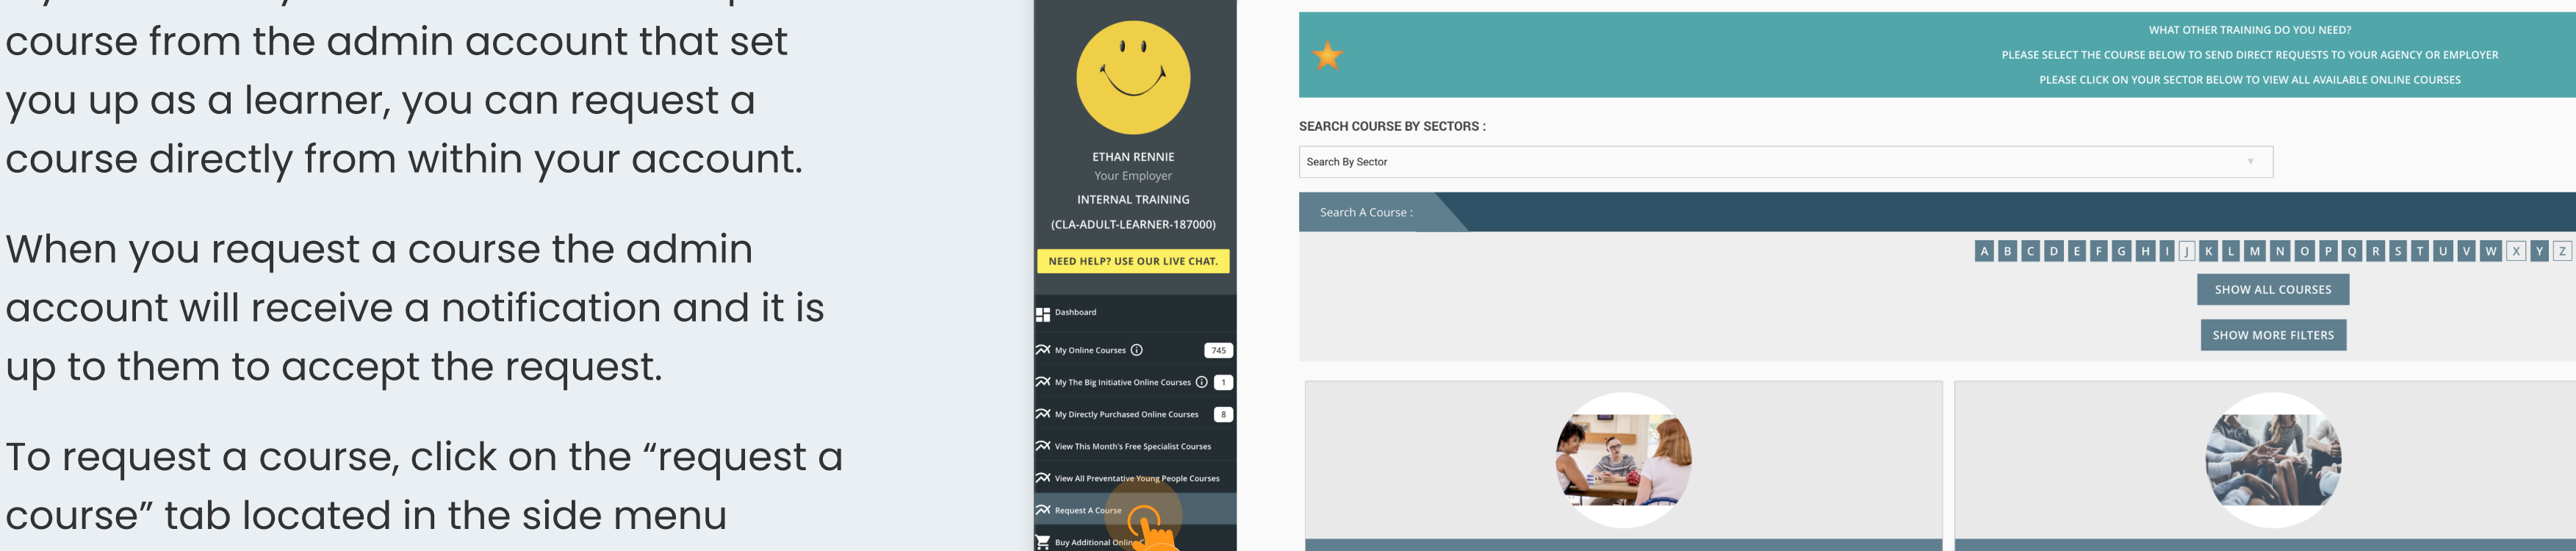 course from the admin account that set
you up as a learner, you can request a
course directly from within your account.
When you request a course the admin
account will receive a notification and it is
up to them to accept the request.
To request a course, click on the “request a
course” tab located in the side menu
ETHAN RENNIE
Your Employer
INTERNAL TRAINING
(CLA-ADULT-LEARNER-187000)
NEED HELP? USE OUR LIVE CHAT.
Dashboard
My Online Courses 745
My The Big Initiative Online Courses 1
My Directly Purchased Online Courses 8
View This Month's Free Specialist Courses
View All Preventative Young People Courses
Request A Course
Buy Additional Online C
WHAT OTHER TRAINING DO YOU NEED?
PLEASE SELECT THE COURSE BELOW TO SEND DIRECT REQUESTS TO YOUR AGENCY OR EMPLOYER
PLEASE CLICK ON YOUR SECTOR BELOW TO VIEW ALL AVAILABLE ONLINE COURSES
SEARCH COURSE BY SECTORS :
Search By Sector
Search A Course :
A B C D E F G H I J K L M N O P Q R S T U V W X Y Z
SHOW ALL COURSES
SHOW MORE FILTERS